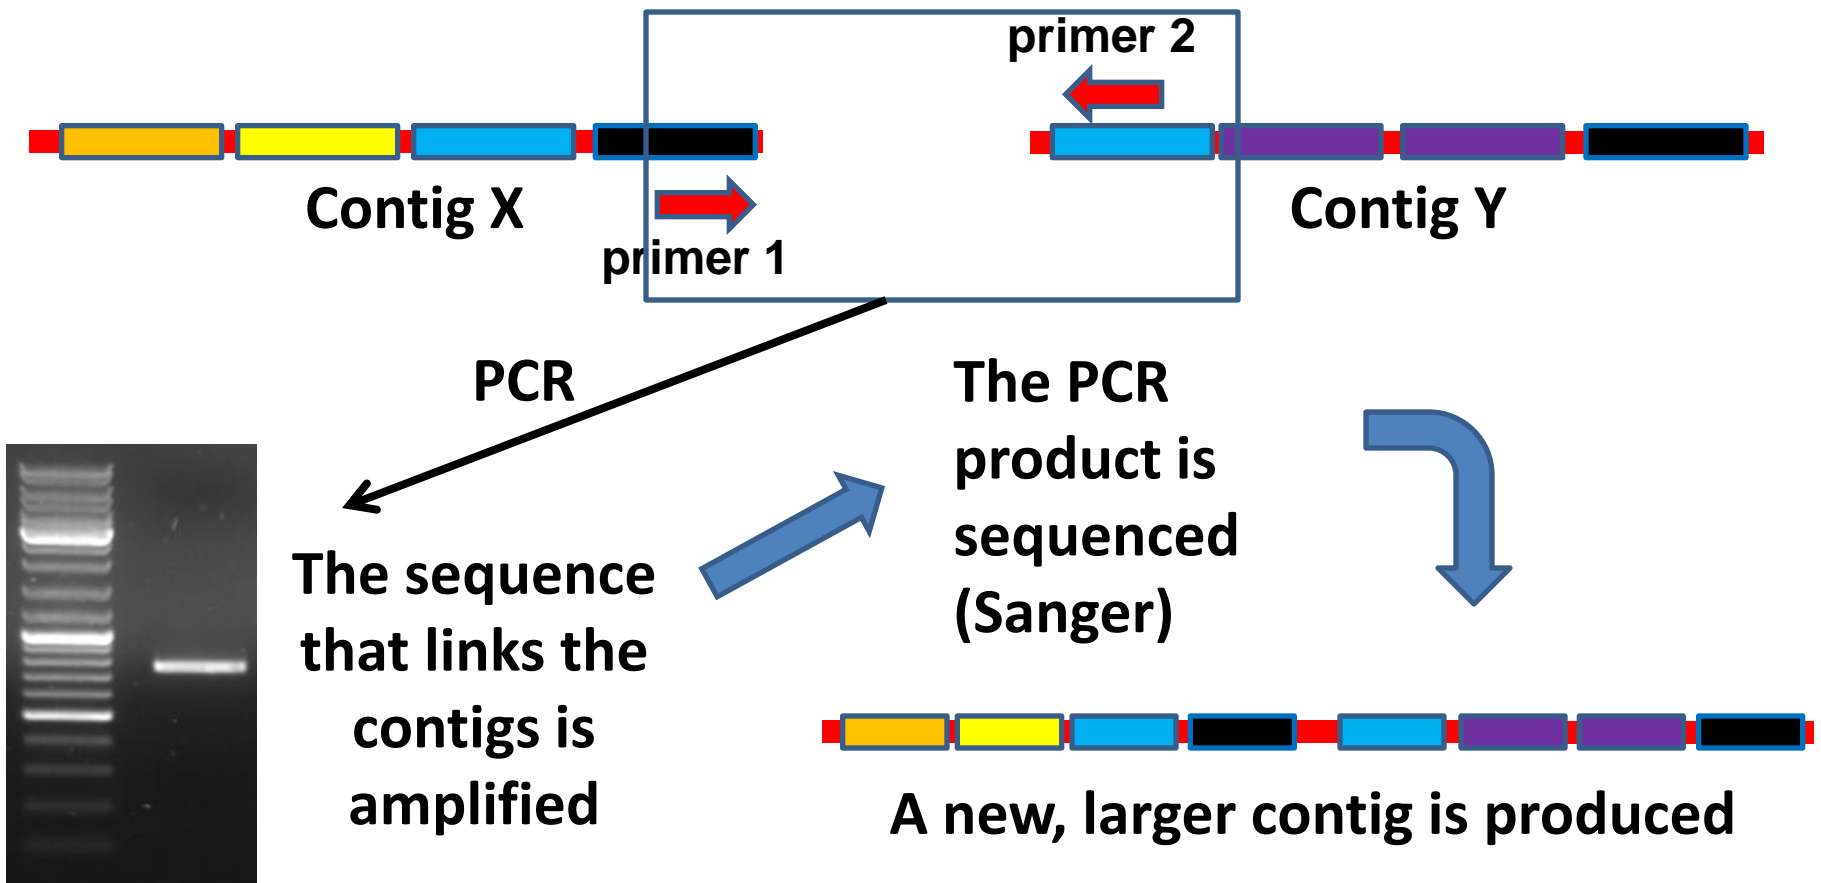 primer 2
Contig X
Contig Y
primer 1
PCR
The PCR
product is
sequenced
(Sanger)
The sequence
that links the
contigs is
amplified
A new, larger contig is produced